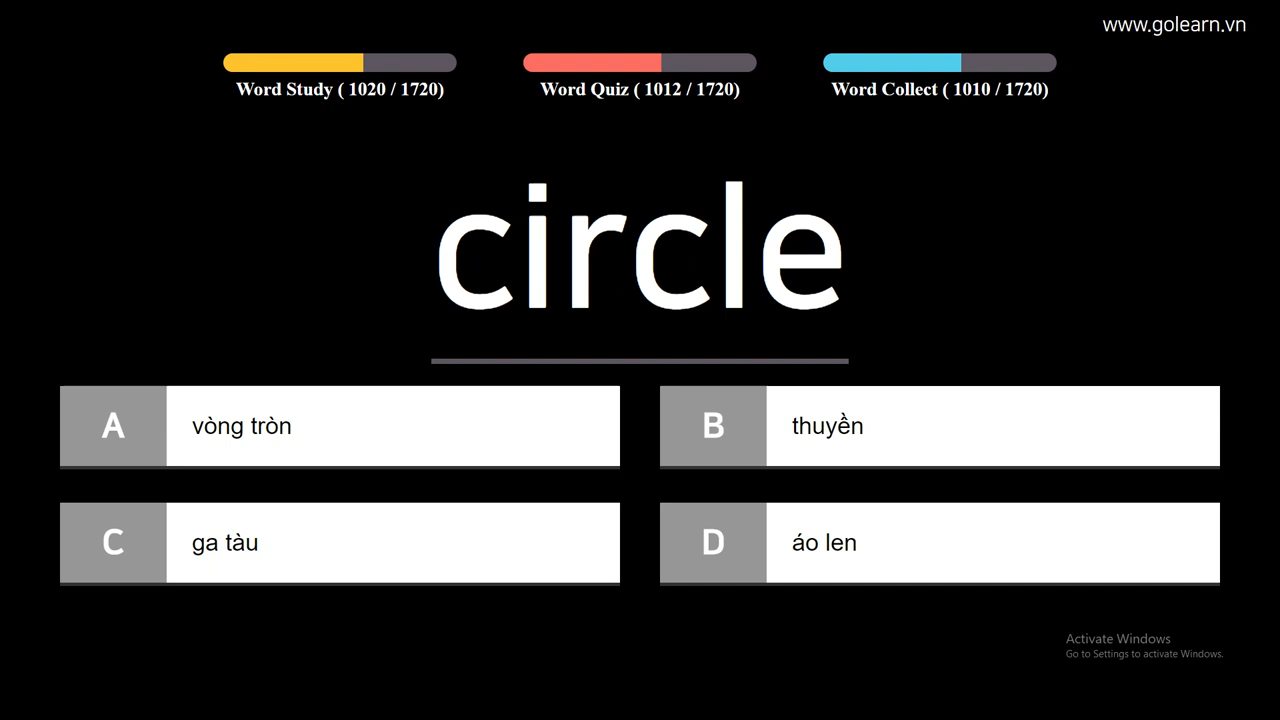 www.golearn.vn
Word Study ( 1020 / 1720)
Word Quiz ( 1012 / 1720)
Word Collect ( 1010 / 1720)
circle
A vòng tròn
B thuyền
C ga tàu
D áo len
Activate Windows
Go to Settings to activate Windows.